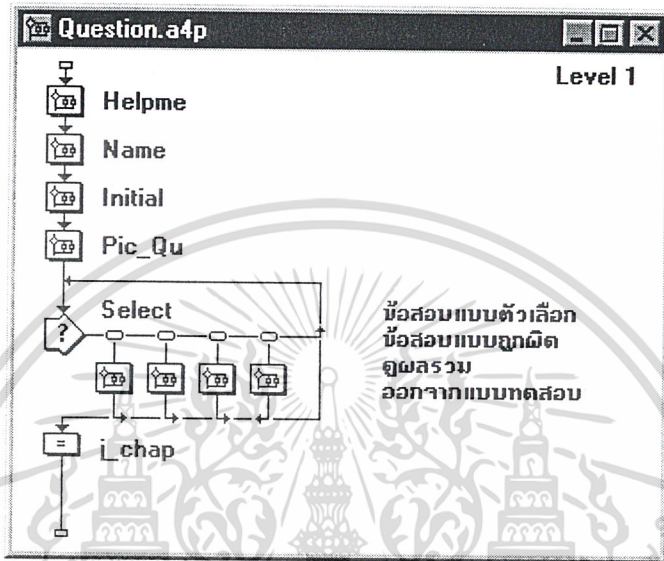 Question.a4p
Level 1
Helpme
Name
Initial
Pic_Qu
Select
?
ข้อสอบแบบตัวเลือก
ข้อสอบแบบถูกผิด
ดูผลรวม
ออกจากแบบทดสอบ
=
i_chap